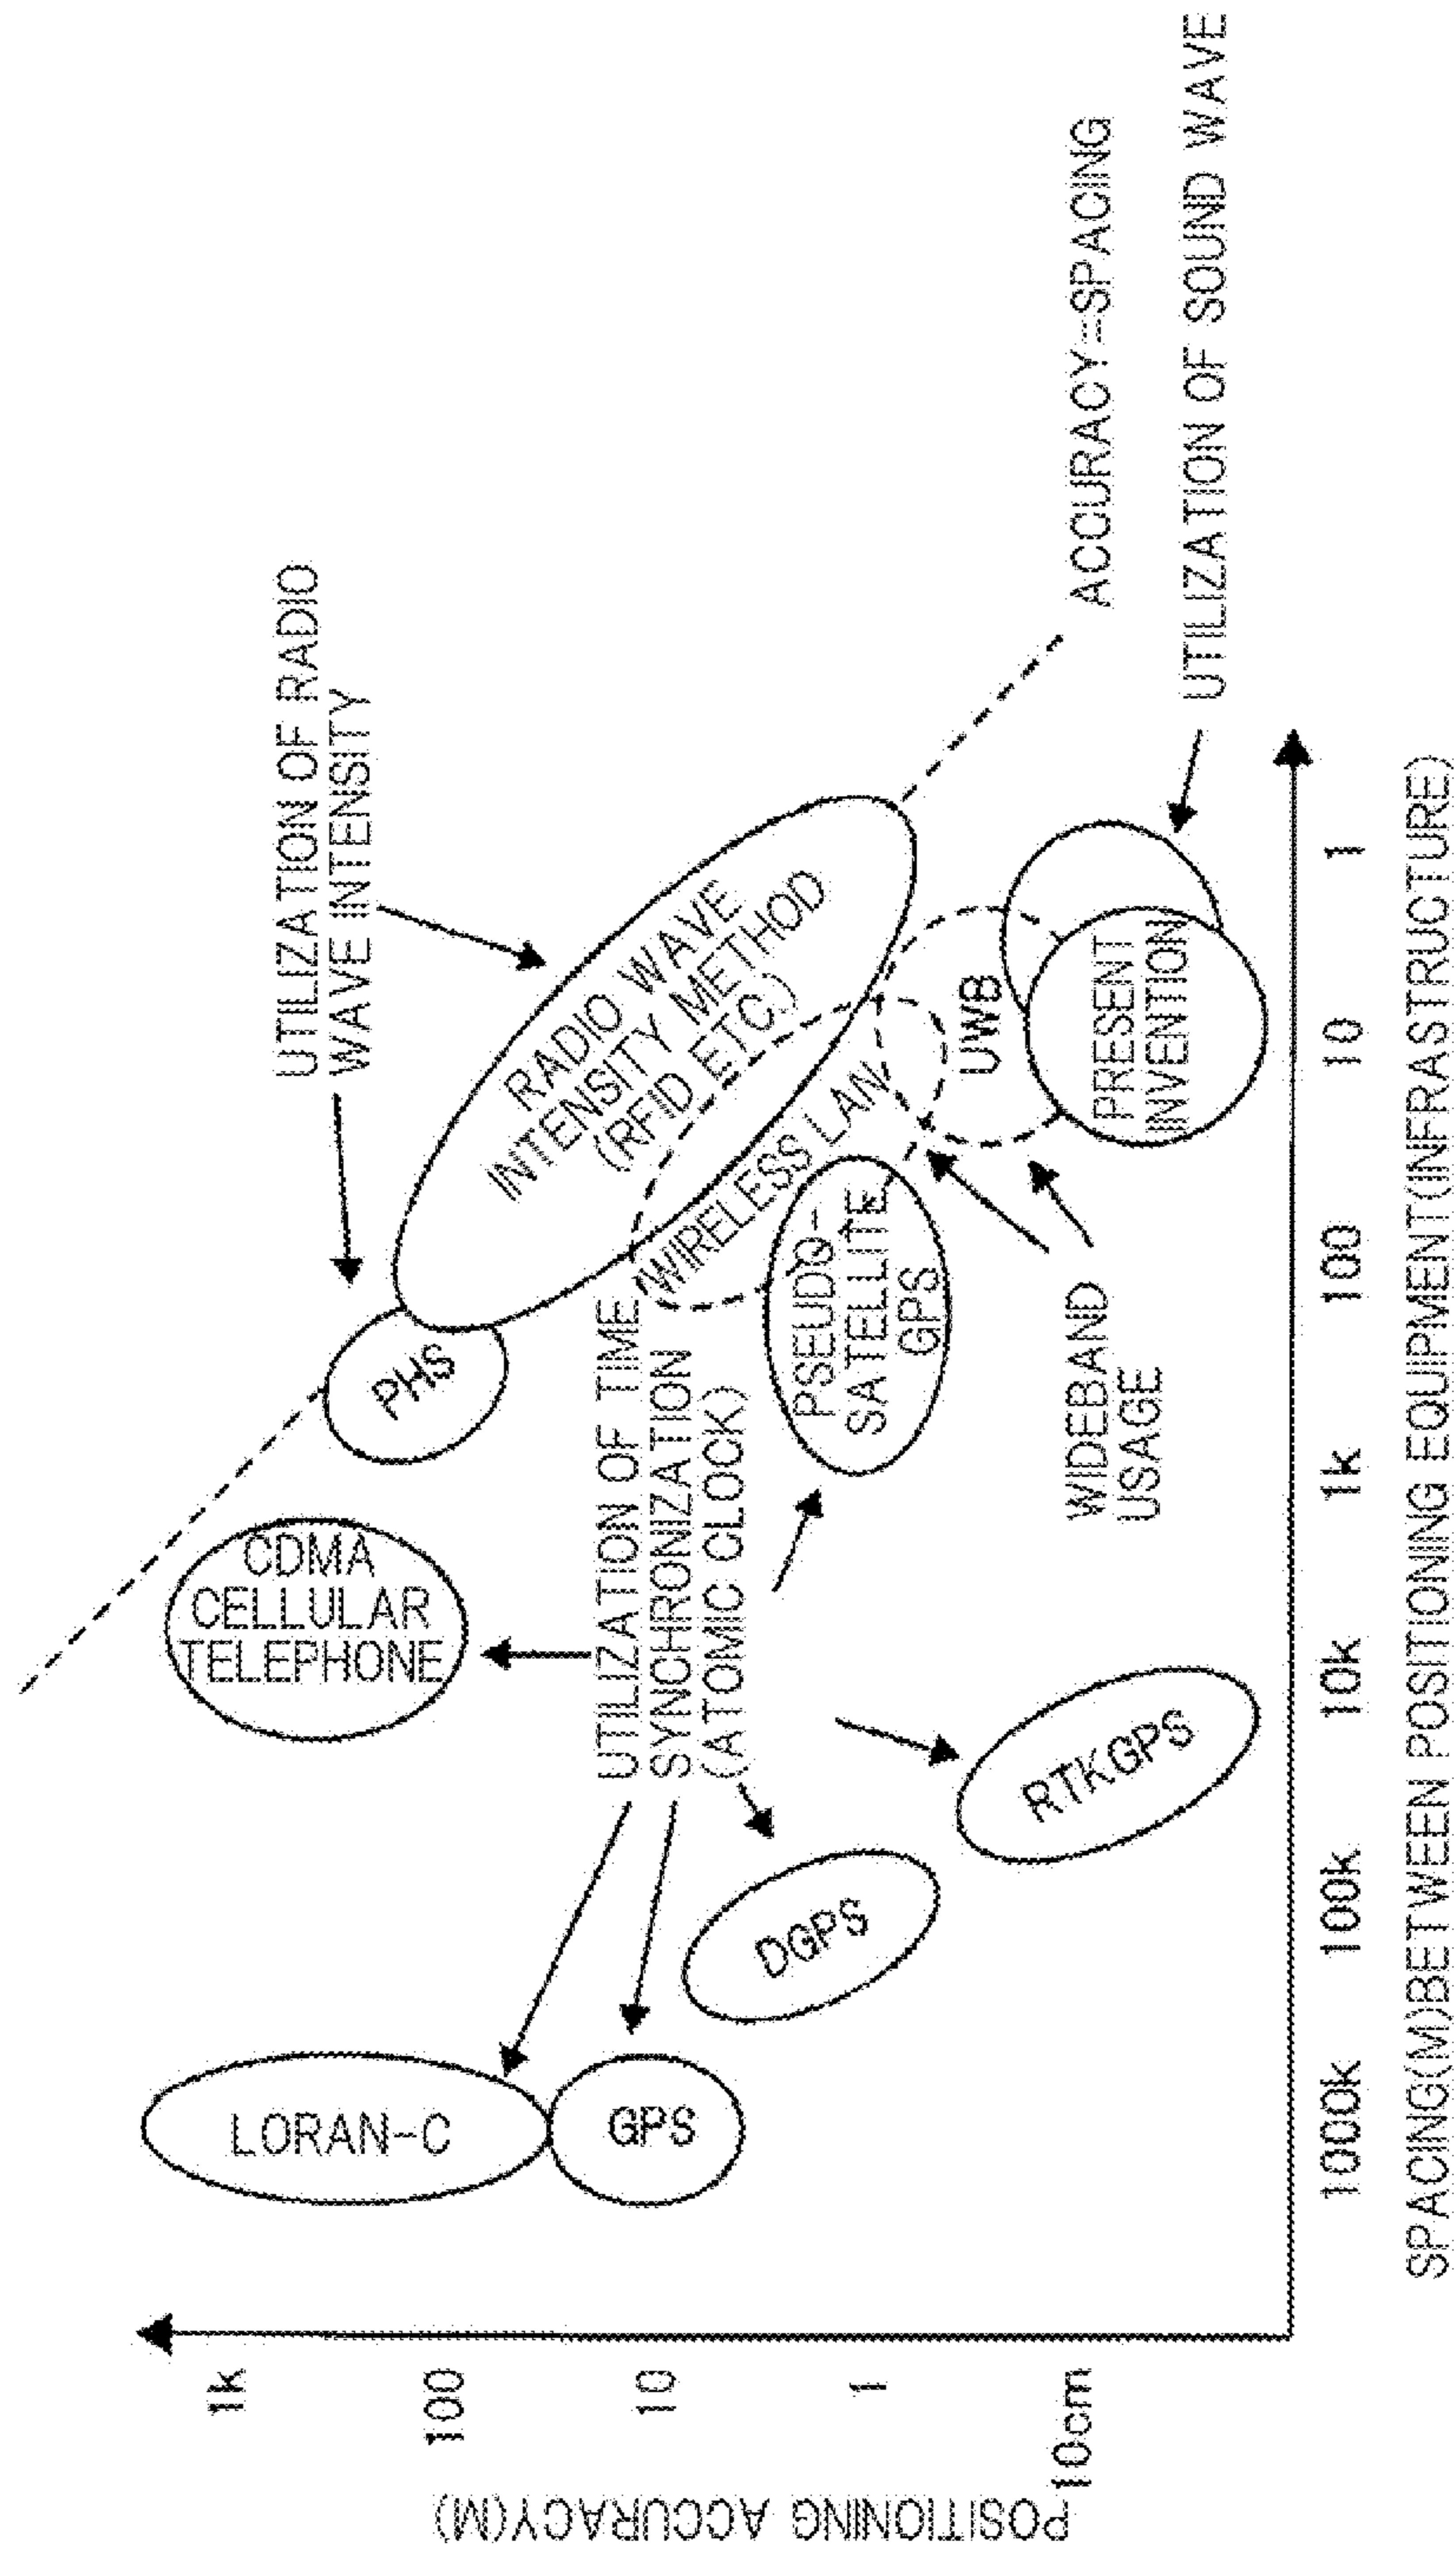 POSITIONING ACCURACY(M)
1k
100
10
1
10cm
LORAN-C
GPS
DGPS
RTKGPS
CDMA
CELLULAR
TELEPHONE
UTILIZATION OF TIME
SYNCHRONIZATION
(ATOMIC CLOCK)
PHS
PSEUDO-
SATELLITE
GPS
WIDEBAND
USAGE
UTILIZATION OF RADIO
WAVE INTENSITY
RADIO WAVE
INTENSITY METHOD
(RFID ETC.)
WIRELESS LAN
UWB
PRESENT
INVENTION
ACCURACY=SPACING
UTILIZATION OF SOUND WAVE
1000k 100k 10k 1k 100 10 1
SPACING(M)BETWEEN POSITIONING EQUIPMENT(INFRASTRUCTURE)